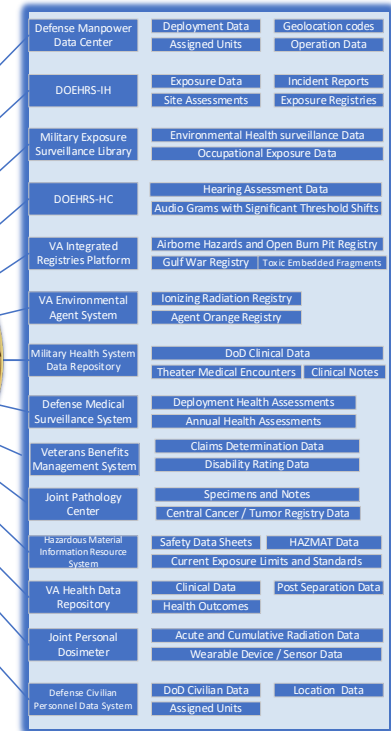 Defense Manpower
Data Center
Deployment Data
Geolocation codes
Assigned Units
Operation Data
DOEHRS-IH
Exposure Data
Incident Reports
Site Assessments
Exposure Registries
Military Exposure
Surveillance Library
Environmental Health surveillance Data
Occupational Exposure Data
DOEHRS-HC
Hearing Assessment Data
Audio Grams with Significant Threshold Shifts
VA Integrated
Registries Platform
Airborne Hazards and Open Burn Pit Registry
Gulf War Registry
Toxic Embedded Fragments
VA Environmental
Agent System
Ionizing Radiation Registry
Agent Orange Registry
Military Health System
Data Repository
DoD Clinical Data
Theater Medical Encounters
Clinical Notes
Defense Medical
Surveillance System
Deployment Health Assessments
Annual Health Assessments
Veterans Benefits
Management System
Claims Determination Data
Disability Rating Data
Joint Pathology
Center
Specimens and Notes
Central Cancer / Tumor Registry Data
Hazardous Material
Information Resource
System
Safety Data Sheets
HAZMAT Data
Current Exposure Limits and Standards
VA Health Data
Repository
Clinical Data
Post Separation Data
Health Outcomes
Joint Personal
Dosimeter
Acute and Cumulative Radiation Data
Wearable Device / Sensor Data
Defense Civilian
Personnel Data System
DoD Civilian Data
Location Data
Assigned Units